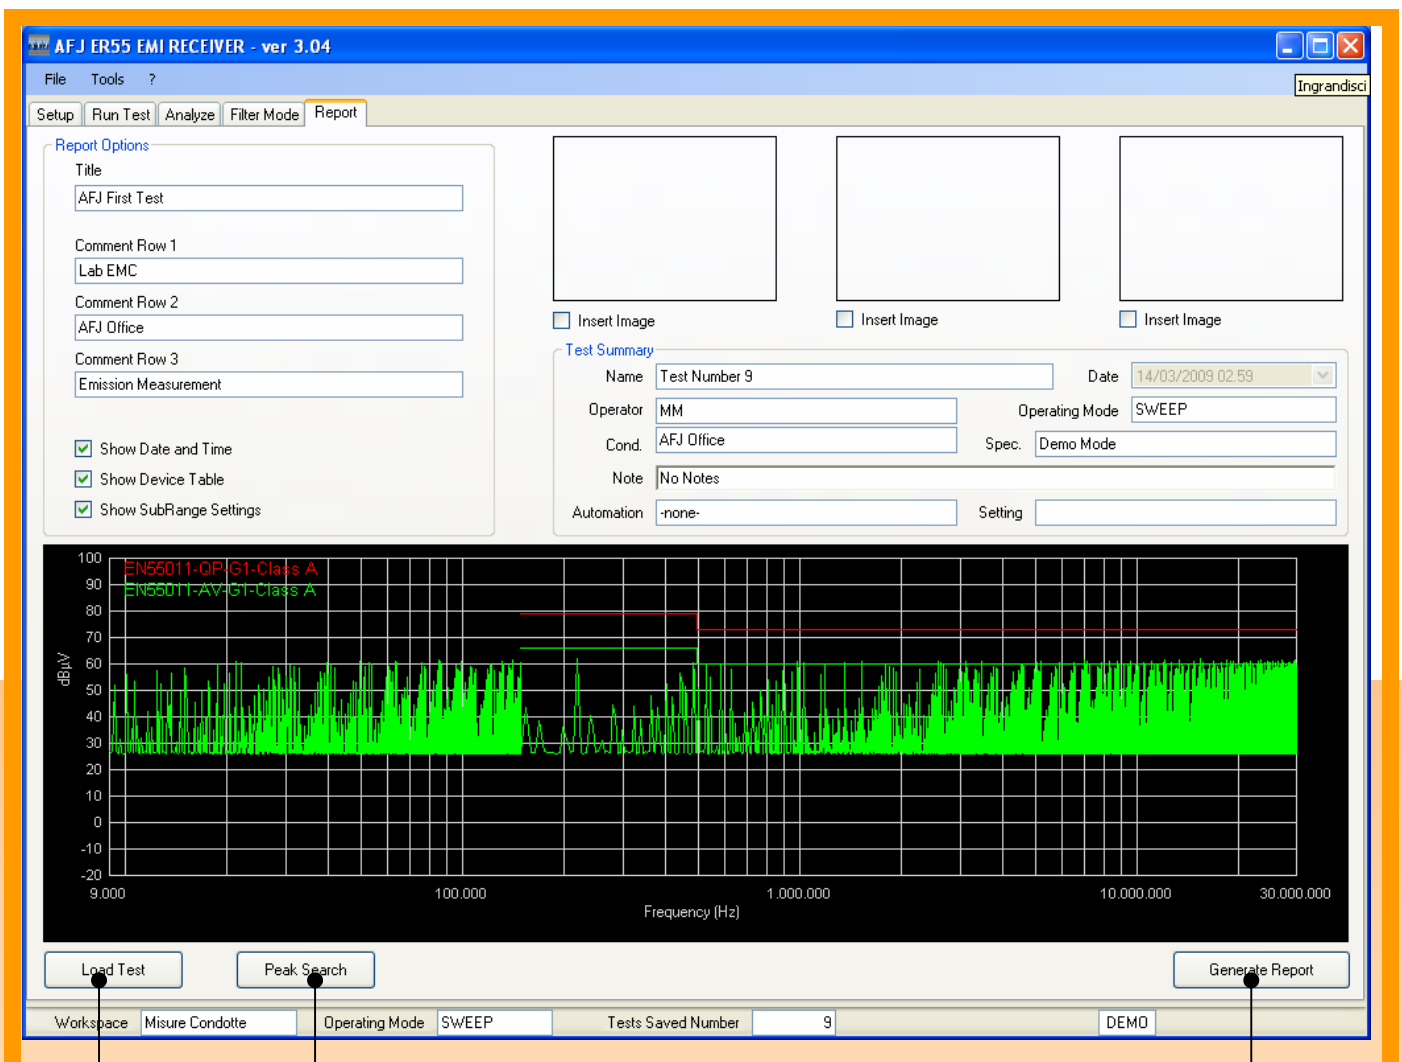 AFJ ER55 EMI RECEIVER - ver 3.04
File Tools ?
Ingrandisci
Setup Run Test Analyze Filter Mode Report
Report Options
Title
AFJ First Test
Comment Row 1
Lab EMC
Comment Row 2
AFJ Office
Comment Row 3
Emission Measurement
Show Date and Time
Show Device Table
Show SubRange Settings
Insert Image Insert Image Insert Image
Test Summary
Name Test Number 9 Date 14/03/2009 02.59
Operator MM Operating Mode SWEEP
Cond. AFJ Office Spec. Demo Mode
Note No Notes
Automation -none- Setting
EN55011-QP-G1-Class A
EN55011-AV-G1-Class A
100
90
80
70
60
50
40
30
20
10
0
-10
-20
dBµV
9.000 100.000 1.000.000 10.000.000 30.000.000
Frequency (Hz)
Load Test Peak Search Generate Report
Workspace Misure Condotte Operating Mode SWEEP Tests Saved Number 9 DEMO